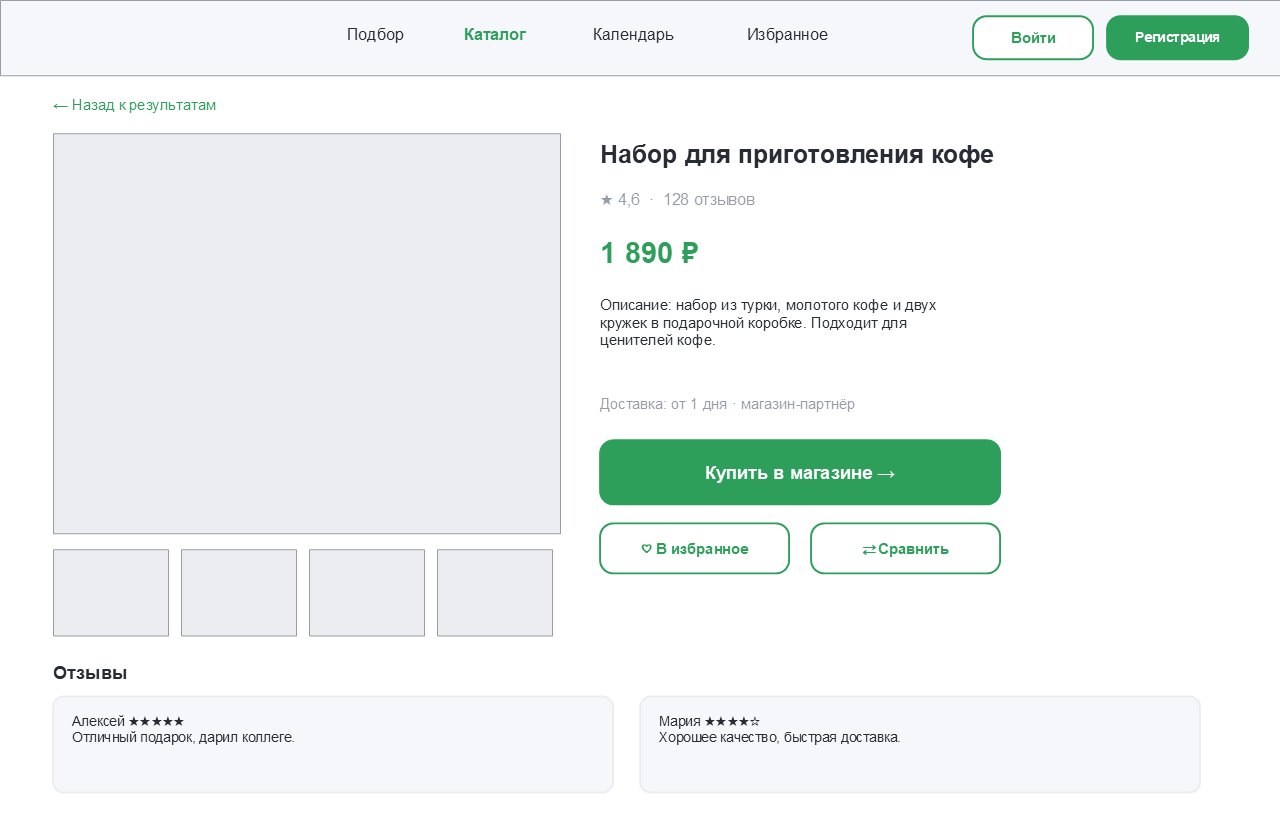 Подбор
Каталог
Календарь
Избранное
Войти
Регистрация
← Назад к результатам
Набор для приготовления кофе
★ 4,6 · 128 отзывов
1 890 ₽
Описание: набор из турки, молотого кофе и двух
кружек в подарочной коробке. Подходит для
ценителей кофе.
Доставка: от 1 дня · магазин-партнёр
Купить в магазине →
♡ В избранное
⇄ Сравнить
Отзывы
Алексей ★★★★★
Отличный подарок, дарил коллеге.
Мария ★★★★☆
Хорошее качество, быстрая доставка.